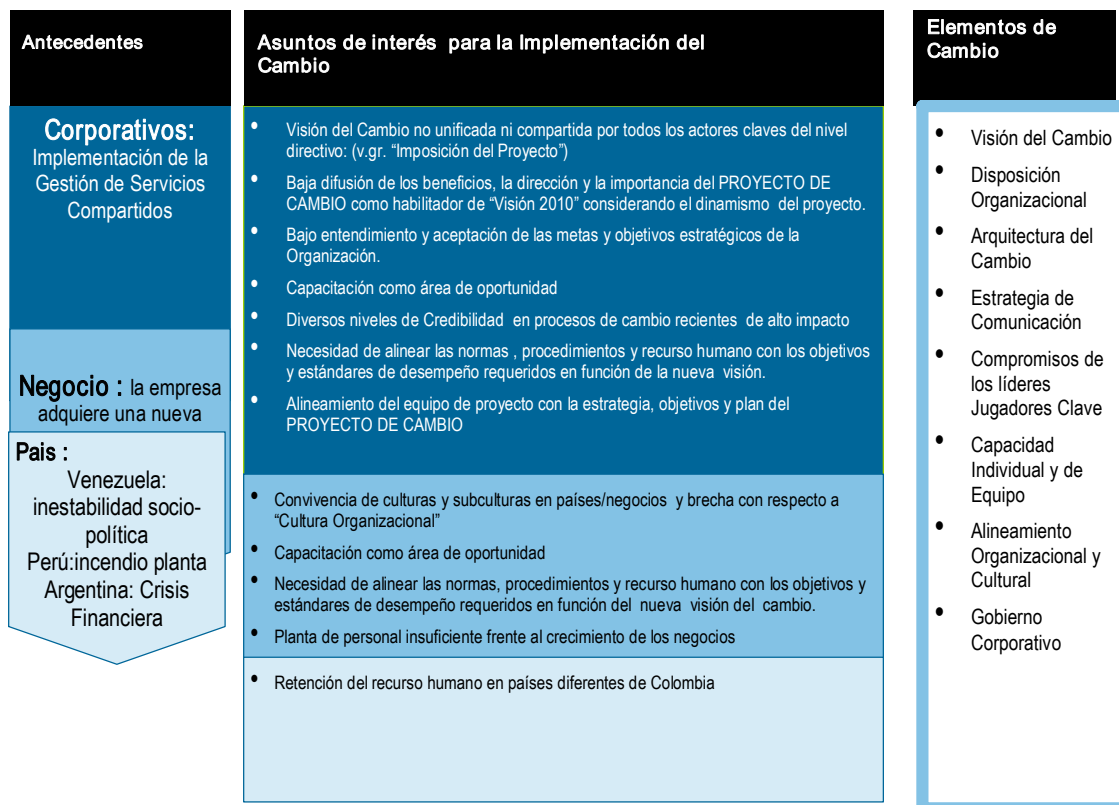 Antecedentes
Corporativos:
Implementación de la
Gestión de Servicios
Compartidos
Negocio : la empresa
adquiere una nueva
Pais :
Venezuela:
inestabilidad socio-
política
Perú:incendio planta
Argentina: Crisis
Financiera
Asuntos de interés para la Implementación del
Cambio
• Visión del Cambio no unificada ni compartida por todos los actores claves del nivel
directivo: (v.gr. “Imposición del Proyecto”)
• Baja difusión de los beneficios, la dirección y la importancia del PROYECTO DE
CAMBIO como habilitador de “Visión 2010” considerando el dinamismo del proyecto.
• Bajo entendimiento y aceptación de las metas y objetivos estratégicos de la
Organización.
• Capacitación como área de oportunidad
• Diversos niveles de Credibilidad en procesos de cambio recientes de alto impacto
• Necesidad de alinear las normas , procedimientos y recurso humano con los objetivos
y estándares de desempeño requeridos en función de la nueva visión.
• Alineamiento del equipo de proyecto con la estrategia, objetivos y plan del
PROYECTO DE CAMBIO
• Convivencia de culturas y subculturas en países/negocios y brecha con respecto a
“Cultura Organizacional”
• Capacitación como área de oportunidad
• Necesidad de alinear las normas, procedimientos y recurso humano con los objetivos y
estándares de desempeño requeridos en función del nueva visión del cambio.
• Planta de personal insuficiente frente al crecimiento de los negocios
• Retención del recurso humano en países diferentes de Colombia
Elementos de
Cambio
• Visión del Cambio
• Disposición
Organizacional
• Arquitectura del
Cambio
• Estrategia de
Comunicación
• Compromisos de
los líderes
Jugadores Clave
• Capacidad
Individual y de
Equipo
• Alineamiento
Organizacional y
Cultural
• Gobierno
Corporativo